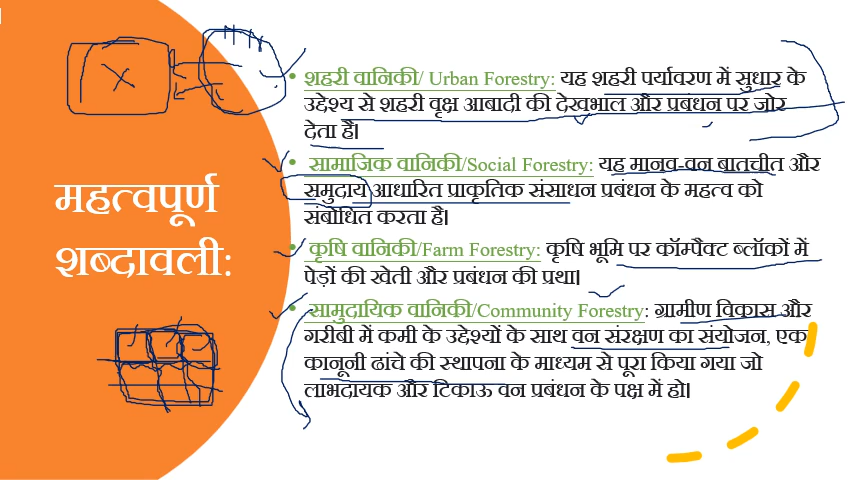 महत्वपूर्ण
शब्दावली:
• शहरी वानिकी/ Urban Forestry: यह शहरी पर्यावरण में सुधार के
उद्देश्य से शहरी वृक्ष आबादी की देखभाल और प्रबंधन पर जोर
देता है।
• सामाजिक वानिकी/Social Forestry: यह मानव-वन बातचीत और
समुदाय आधारित प्राकृतिक संसाधन प्रबंधन के महत्व को
संबोधित करता है।
• कृषि वानिकी/Farm Forestry: कृषि भूमि पर कॉम्पैक्ट ब्लॉकों में
पेड़ों की खेती और प्रबंधन की प्रथा।
• सामुदायिक वानिकी/Community Forestry: ग्रामीण विकास और
गरीबी में कमी के उद्देश्यों के साथ वन संरक्षण का संयोजन, एक
कानूनी ढांचे की स्थापना के माध्यम से पूरा किया गया जो
लाभदायक और टिकाऊ वन प्रबंधन के पक्ष में हो।